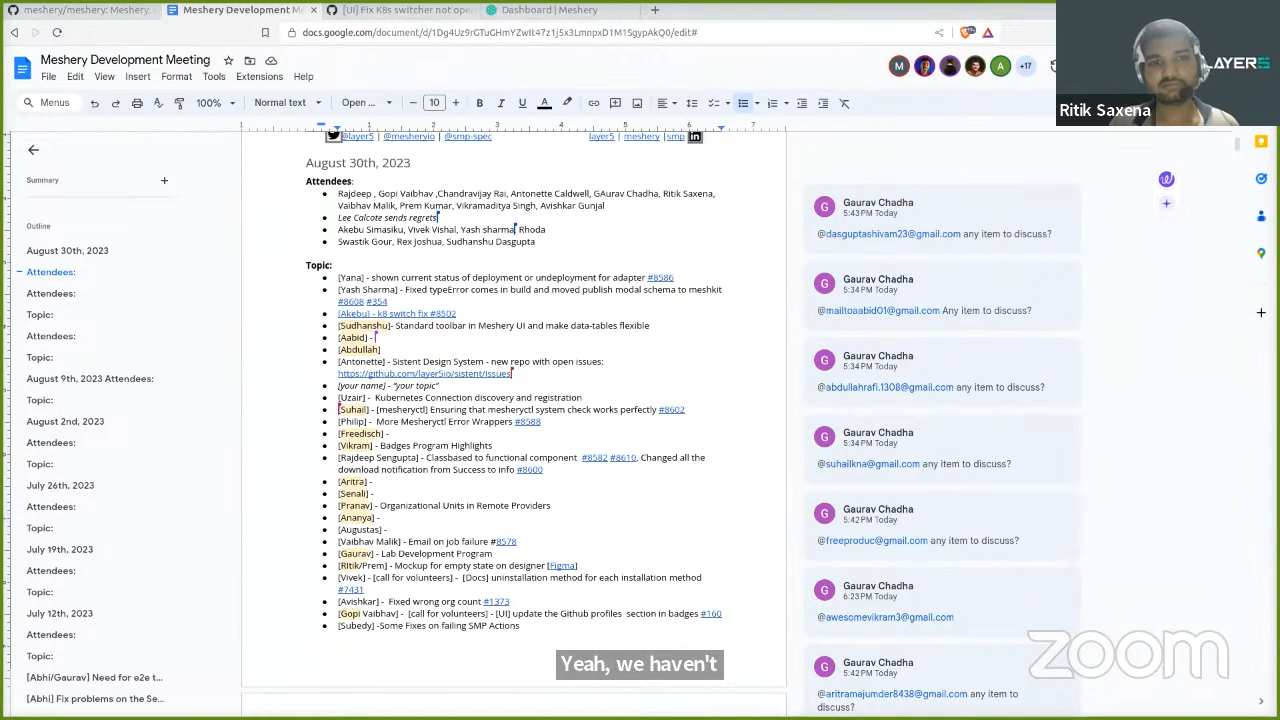 meshery/meshery: Meshery,
Meshery Development M
[UI] Fix K8s switcher not ope
Dashboard | Meshery
docs.google.com/document/d/1Dg4Uz9rGTuGHmYZwIt47z1j5x3LmnpxD1M1SgypAkQ0/edit#
Meshery Development Meeting
File Edit View Insert Format Tools Extensions Help
M A +17
LAYER5
Ritik Saxena
Menus 100% Normal text Open ... 10 B I U A
1 1 2 3 4 5 6 7
@layer5 | @mesheryio | @smp-spec layer5 | meshery |smp
August 30th, 2023
Attendees:
Rajdeep , Gopi Vaibhav ,Chandravijay Rai, Antonette Caldwell, GAurav Chadha, Ritik Saxena,
Vaibhav Malik, Prem Kumar, Vikramaditya Singh, Avishkar Gunjal
Lee Calcote sends regrets
Akebu Simasiku, Vivek Vishal, Yash sharma, Rhoda
Swastik Gour, Rex Joshua, Sudhanshu Dasgupta
Topic:
[Yana] - shown current status of deployment or undeployment for adapter #8586
[Yash Sharma] - Fixed typeError comes in build and moved publish modal schema to meshkit
#8608 #354
[Akebu] - k8 switch fix #8502
[Sudhanshu]- Standard toolbar in Meshery UI and make data-tables flexible
[Aabid] -
[Abdullah]
[Antonette] - Sistent Design System - new repo with open issues:
https://github.com/layer5io/sistent/issues
[your name] - "your topic"
[Uzair] - Kubernetes Connection discovery and registration
[Suhail] - [mesheryctl] Ensuring that mesheryctl system check works perfectly #8602
[Philip] - More Mesheryctl Error Wrappers #8588
[Freedisch] -
[Vikram] - Badges Program Highlights
[Rajdeep Sengupta] - Classbased to functional component #8582 #8610, Changed all the
download notification from Success to info #8600
[Aritra] -
[Senali] -
[Pranav] - Organizational Units in Remote Providers
[Ananya] -
[Augustas] -
[Vaibhav Malik] - Email on job failure #8578
[Gaurav] - Lab Development Program
[RItik/Prem] - Mockup for empty state on designer [Figma]
[Vivek] - [call for volunteers] - [Docs] uninstallation method for each installation method
#7431
[Avishkar] - Fixed wrong org count #1373
[Gopi Vaibhav] - [call for volunteers] - [UI] update the Github profiles section in badges #160
[Subedy] -Some Fixes on failing SMP Actions
Summary
Outline
August 30th, 2023
Attendees:
Attendees:
Topic:
Attendees:
Topic:
August 9th, 2023 Attendees:
Topic:
August 2nd, 2023
Attendees:
Topic:
July 26th, 2023
Attendees:
Topic:
July 19th, 2023
Attendees:
Topic:
July 12th, 2023
Attendees:
Topic:
[Abhi/Gaurav] Need for e2e t...
[Abhi] Fix problems on the Se...
G Gaurav Chadha
5:43 PM Today
@dasguptashivam23@gmail.com any item to discuss?
G Gaurav Chadha
5:34 PM Today
@mailtoaabid01@gmail.com Any item to discuss?
G Gaurav Chadha
5:34 PM Today
@abdullahrafi.1308@gmail.com any item to discuss?
G Gaurav Chadha
5:34 PM Today
@suhailkna@gmail.com any item to discuss?
G Gaurav Chadha
5:42 PM Today
@freeproduc@gmail.com any item to discuss?
G Gaurav Chadha
6:23 PM Today
@awesomevikram3@gmail.com
G Gaurav Chadha
5:42 PM Today
@aritramajumder8438@gmail.com any item to
discuss?
Yeah, we haven't
zoom